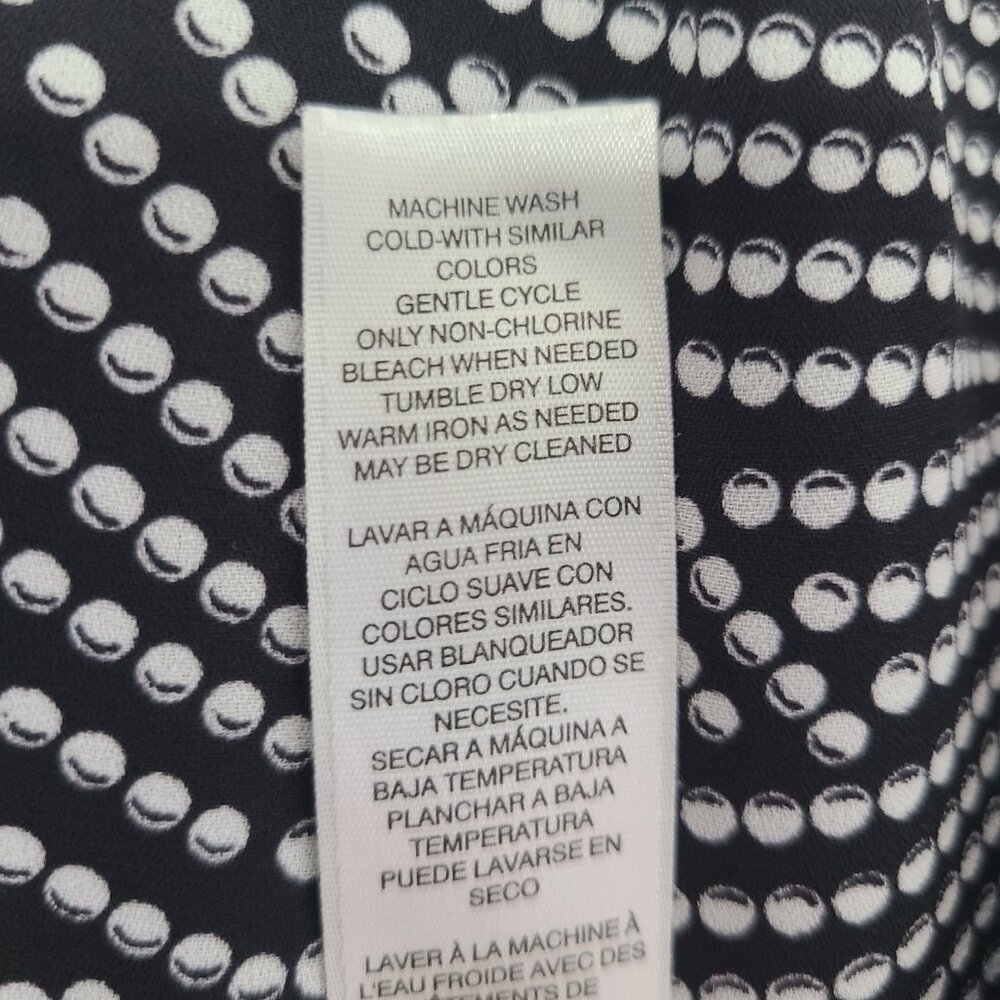 MACHINE WASH
COLD-WITH SIMILAR
COLORS
GENTLE CYCLE
ONLY NON-CHLORINE
BLEACH WHEN NEEDED
TUMBLE DRY LOW
WARM IRON AS NEEDED
MAY BE DRY CLEANED
LAVAR A MÁQUINA CON
AGUA FRIA EN
CICLO SUAVE CON
COLORES SIMILARES.
USAR BLANQUEADOR
SIN CLORO CUANDO SE
NECESITE.
SECAR A MÁQUINA A
BAJA TEMPERATURA
PLANCHAR A BAJA
TEMPERATURA
PUEDE LAVARSE EN
SECO
LAVER À LA MACHINE À
L'EAU FROIDE AVEC DES
DE